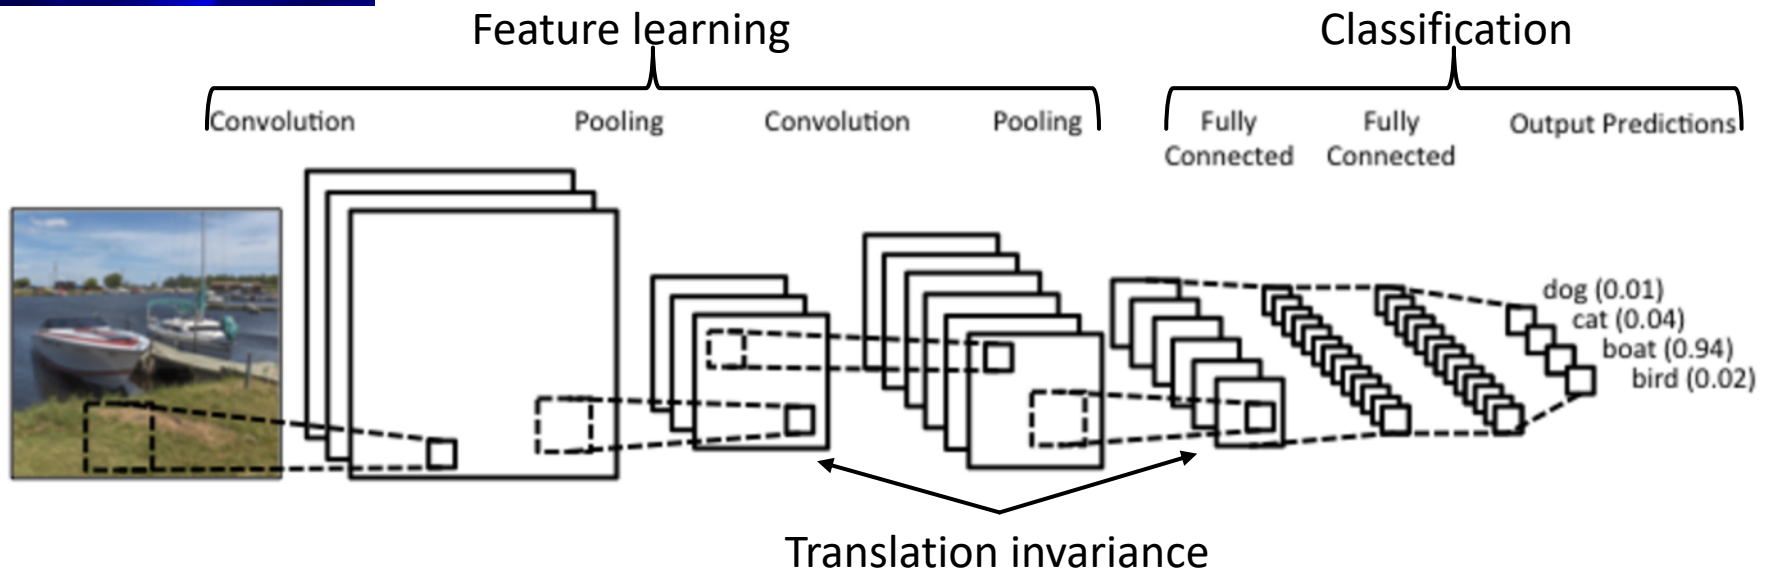 Feature learning
Classification
Convolution
Pooling
Convolution
Pooling
Fully
Connected
Fully
Connected
Output Predictions
dog (0.01)
cat (0.04)
boat (0.94)
bird (0.02)
Translation invariance